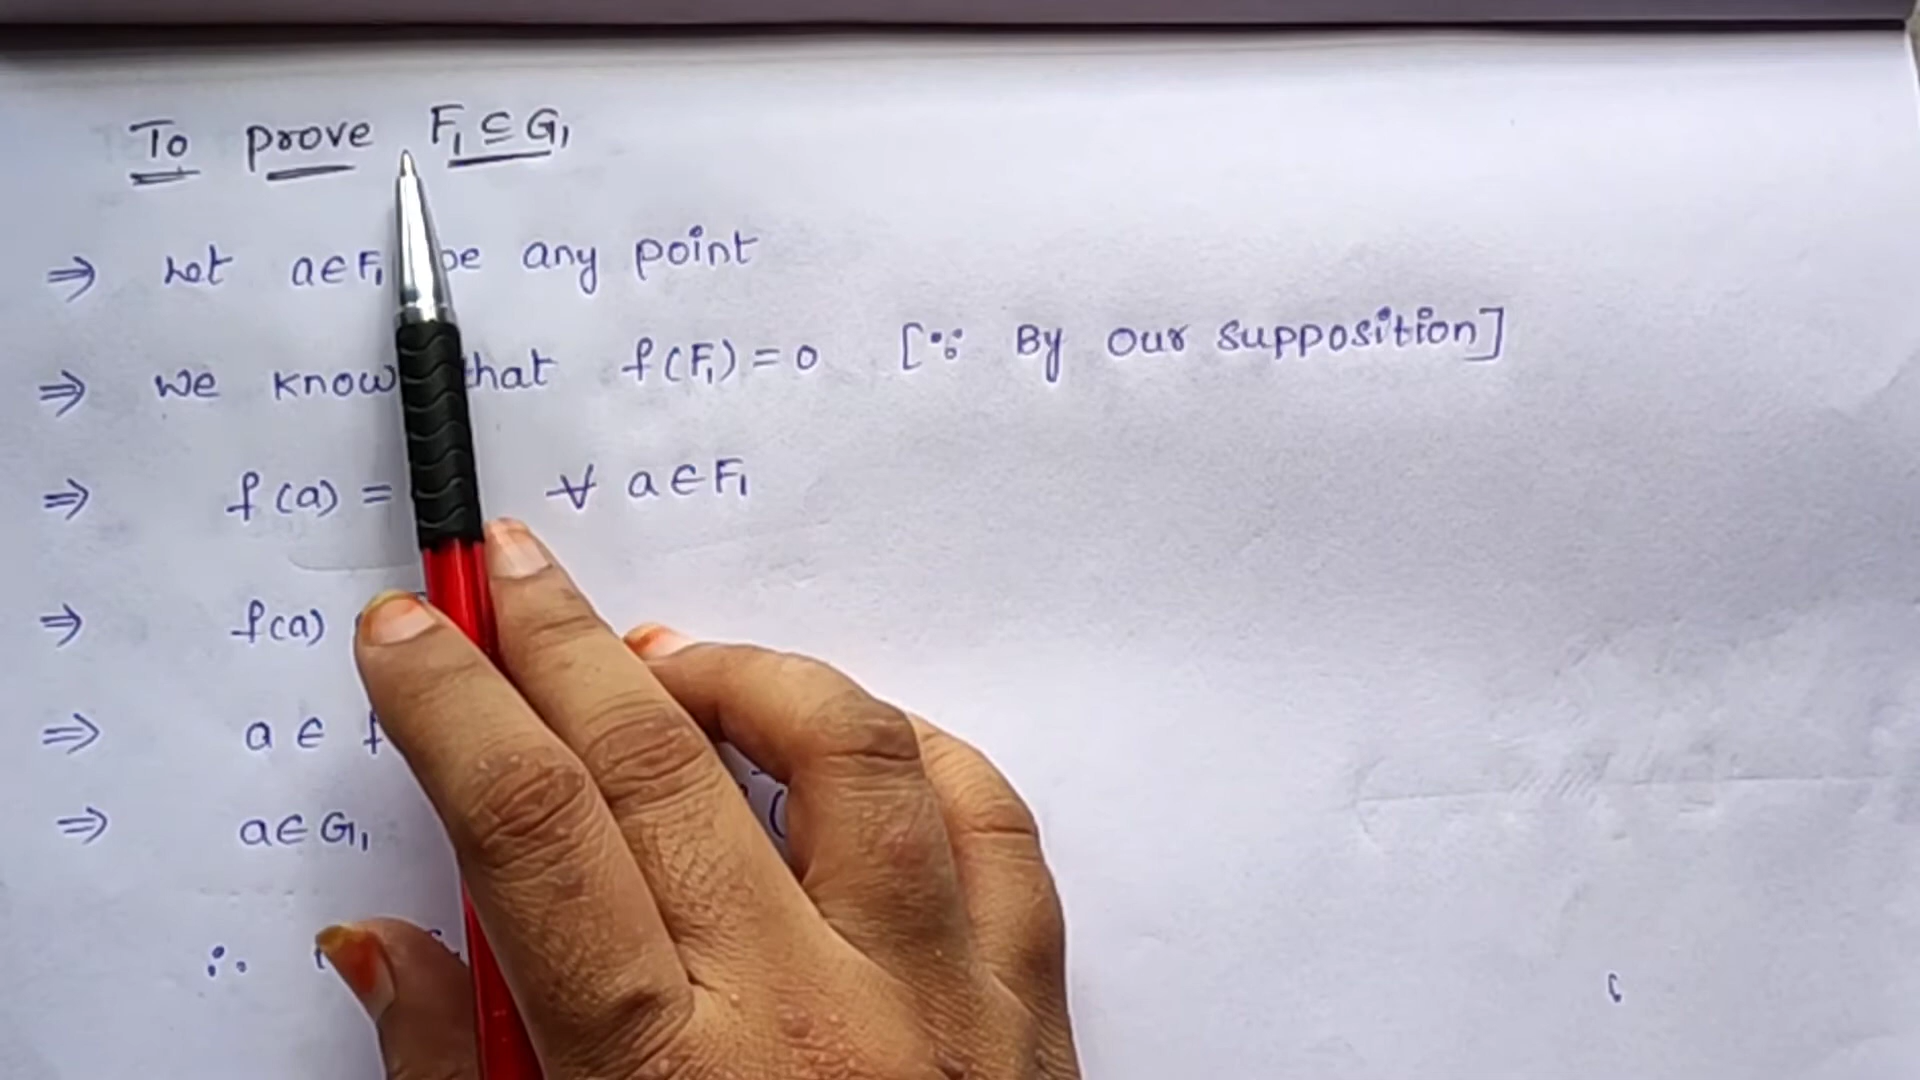 To prove F₁ ⊆ G₁
⇒ Let a∈F₁ be any point
⇒ we know that f(F₁) = 0 [∵ By our supposition]
⇒ f(a) = ∀ a∈F₁
⇒ f(a)
⇒ a ∈ f
⇒ a∈G₁
∴